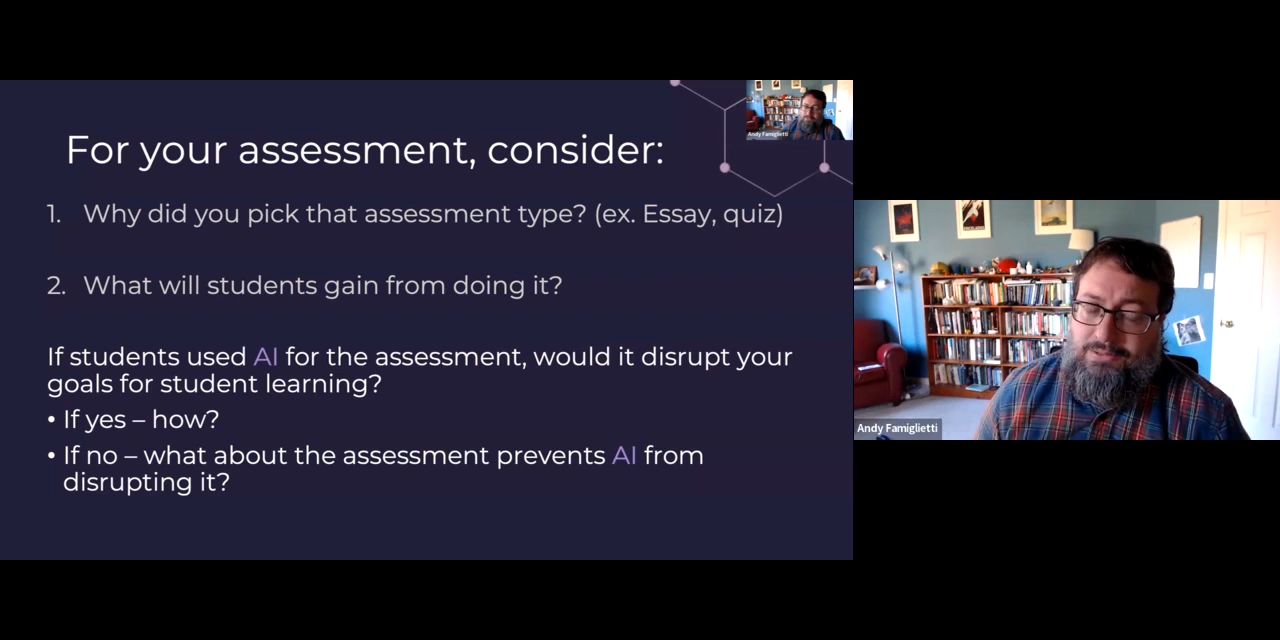 For your assessment, consider:
1. Why did you pick that assessment type? (ex. Essay, quiz)
2. What will students gain from doing it?
If students used AI for the assessment, would it disrupt your
goals for student learning?
• If yes – how?
• If no – what about the assessment prevents AI from
disrupting it?
Andy Famiglietti
Andy Famiglietti